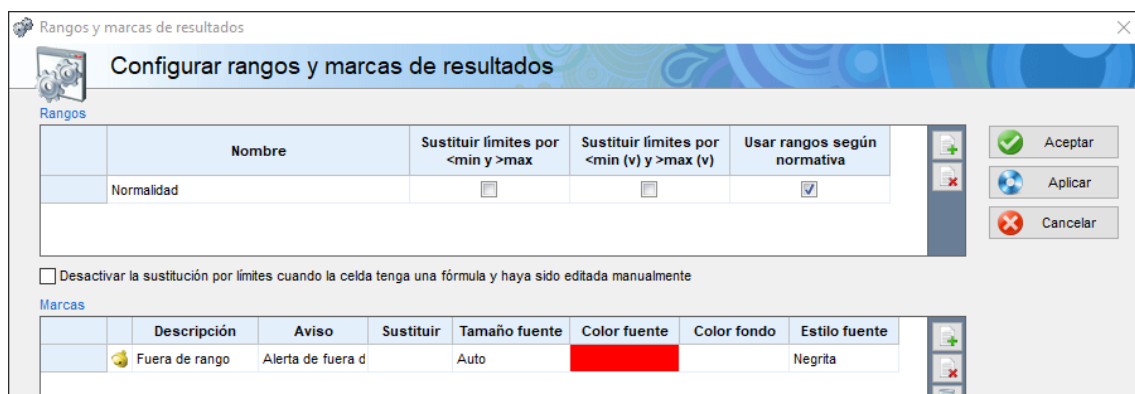 Rangos y marcas de resultados
Configurar rangos y marcas de resultados
Rangos
Nombre
Sustituir límites por
<min y >max
Sustituir límites por
<min (v) y >max (v)
Usar rangos según
normativa
Normalidad
Aceptar
Aplicar
Cancelar
Desactivar la sustitución por límites cuando la celda tenga una fórmula y haya sido editada manualmente
Marcas
Descripción Aviso Sustituir Tamaño fuente Color fuente Color fondo Estilo fuente
Fuera de rango Alerta de fuera d Auto Negrita